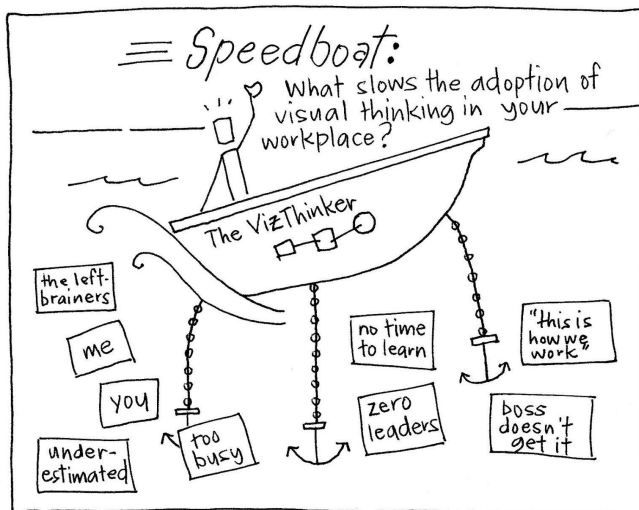 Speedboat:
What slows the adoption of
visual thinking in your
workplace?
The VizThinker
the left-
brainers
me
you
under-
estimated
too
busy
no time
to learn
zero
leaders
"this is
how we
work"
boss
doesn't
get it